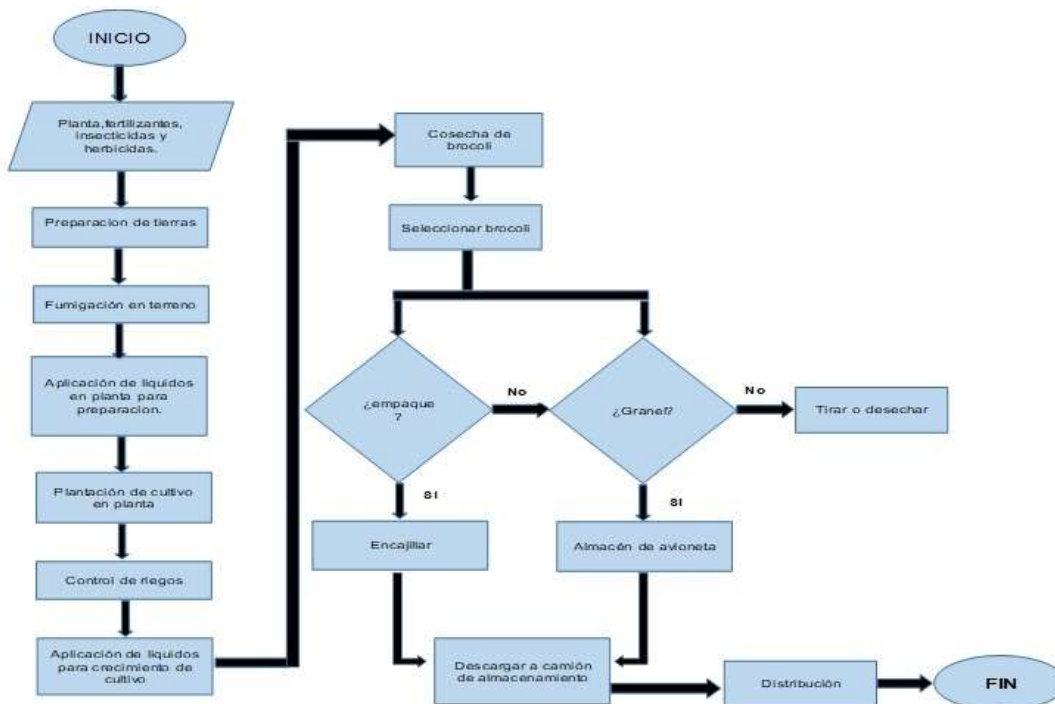 INICIO
Planta,fertilizantes,
insecticidas y
herbicidas.
Preparacion de tierras
Fumigación en terreno
Aplicación de liquidos
en planta para
preparacion.
Plantación de cultivo
en planta
Control de riegos
Aplicación de liquidos
para crecimiento de
cultivo
Cosecha de
brocoli
Seleccionar brocoli
¿empaque
?
No
¿Granel?
No
Tirar o desechar
SI
SI
Encajillar
Almacén de avioneta
Descargar a camión
de almacenamiento
Distribución
FIN